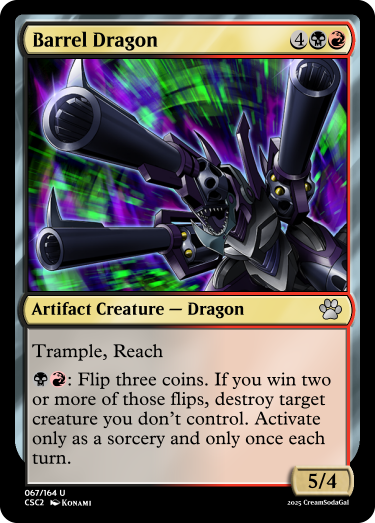 Barrel Dragon 4
Artifact Creature — Dragon
Trample, Reach
: Flip three coins. If you win two
or more of those flips, destroy target
creature you don't control. Activate
only as a sorcery and only once each
turn.
5/4
067/164 U
CSC2 Konami
2025 CreamSodaGal